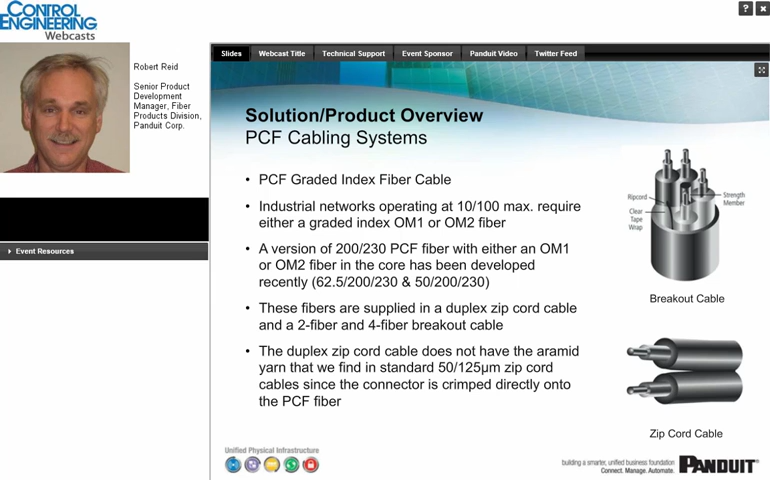 CONTROL
ENGINEERING
Webcasts
?
Robert Reid
Senior Product
Development
Manager, Fiber
Products Division,
Panduit Corp.
Event Resources
Slides
Webcast Title
Technical Support
Event Sponsor
Panduit Video
Twitter Feed
Solution/Product Overview
PCF Cabling Systems
• PCF Graded Index Fiber Cable
• Industrial networks operating at 10/100 max. require
either a graded index OM1 or OM2 fiber
• A version of 200/230 PCF fiber with either an OM1
or OM2 fiber in the core has been developed
recently (62.5/200/230 & 50/200/230)
• These fibers are supplied in a duplex zip cord cable
and a 2-fiber and 4-fiber breakout cable
• The duplex zip cord cable does not have the aramid
yarn that we find in standard 50/125µm zip cord
cables since the connector is crimped directly onto
the PCF fiber
Ripcord
Clear
Tape
Wrap
Strength
Member
Breakout Cable
Zip Cord Cable
Unified Physical Infrastructure
building a smarter, unified business foundation
Connect. Manage. Automate.
PANDUIT